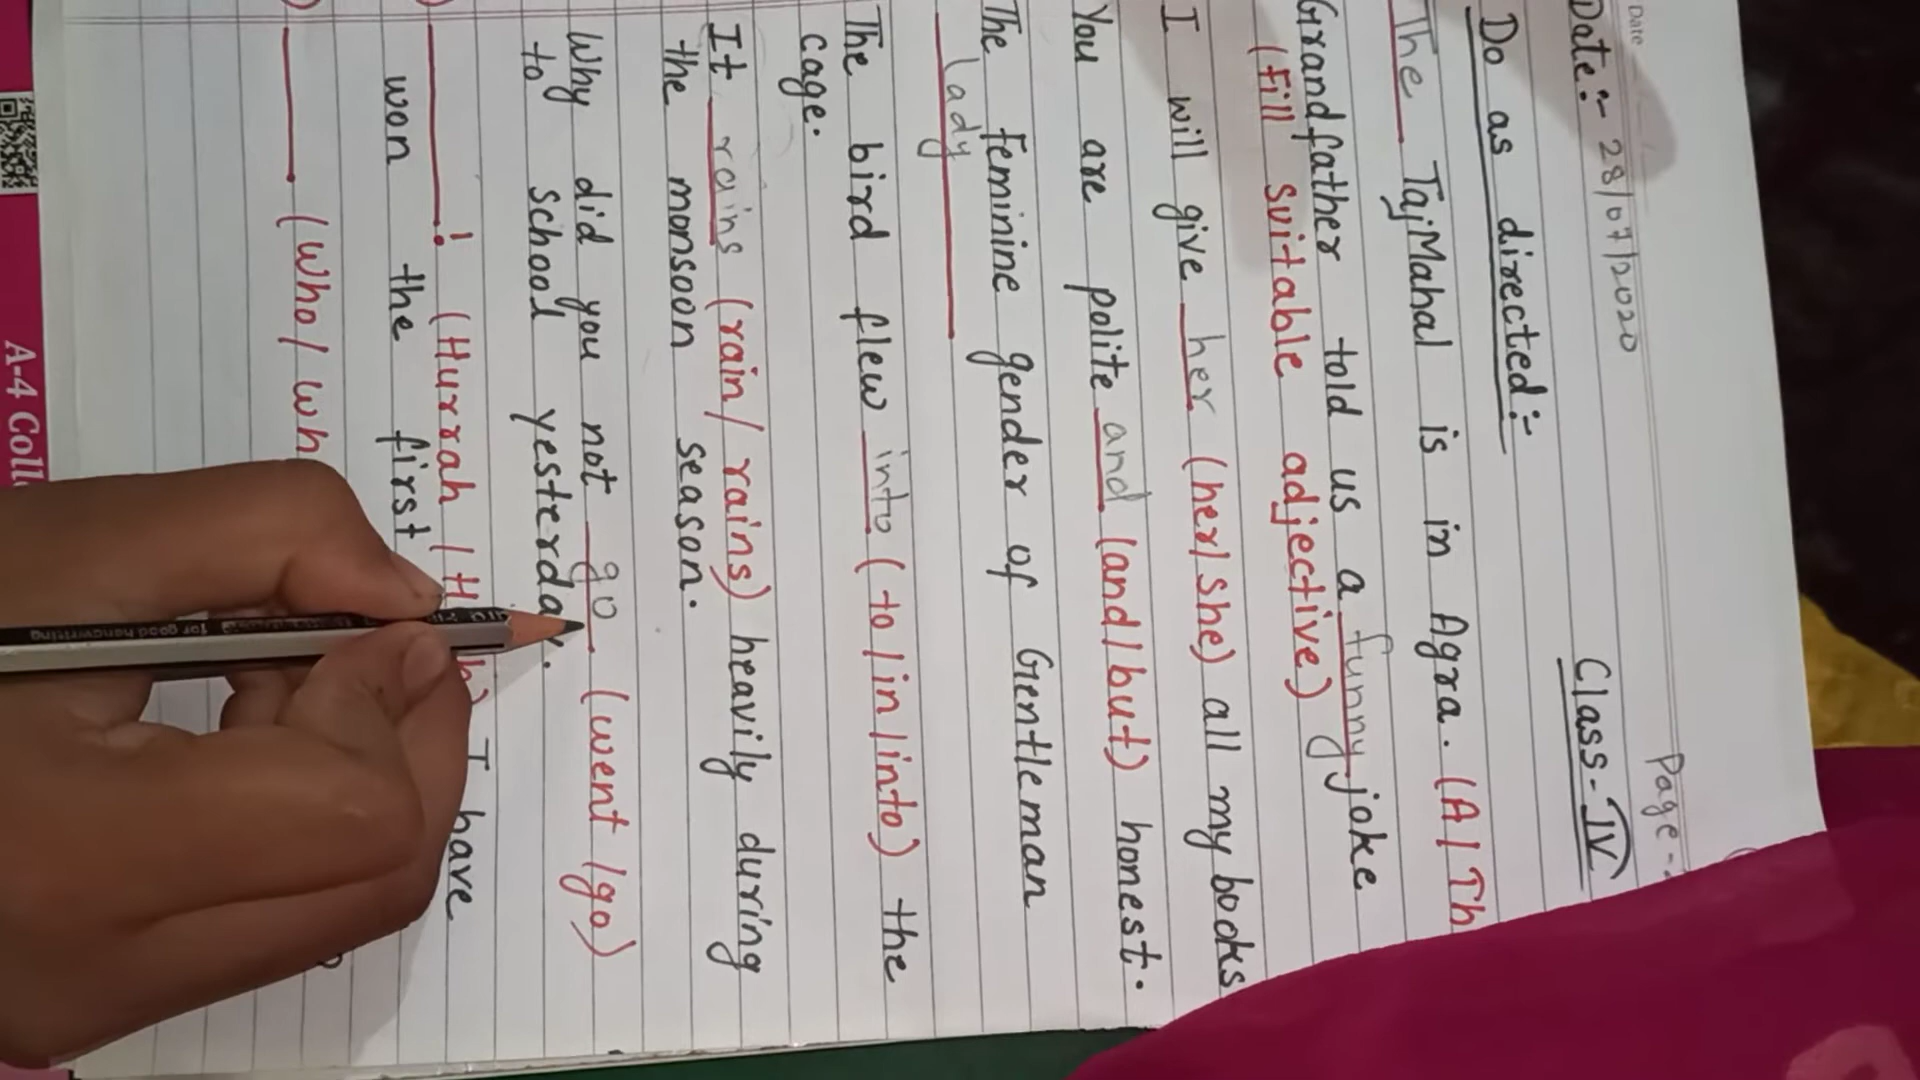 Date
Page -
Date:- 28/07/2020
Class-IV
Do as directed:-
The TajMahal is in Agra. (A/Th
Grandfather told us a funny joke
(Fill suitable adjective)
I will give her (her/she) all my books
You are polite and (and/but) honest.
The feminine gender of Gentleman
lady
The bird flew into (to/in/into) the
cage.
It rains (rain/rains) heavily during
the monsoon season.
Why did you not go (went/go)
to school yesterday.
! (Hurrah / H h) I have
won the first
(Who/ Wh
A-4 Coll
for good handwriting